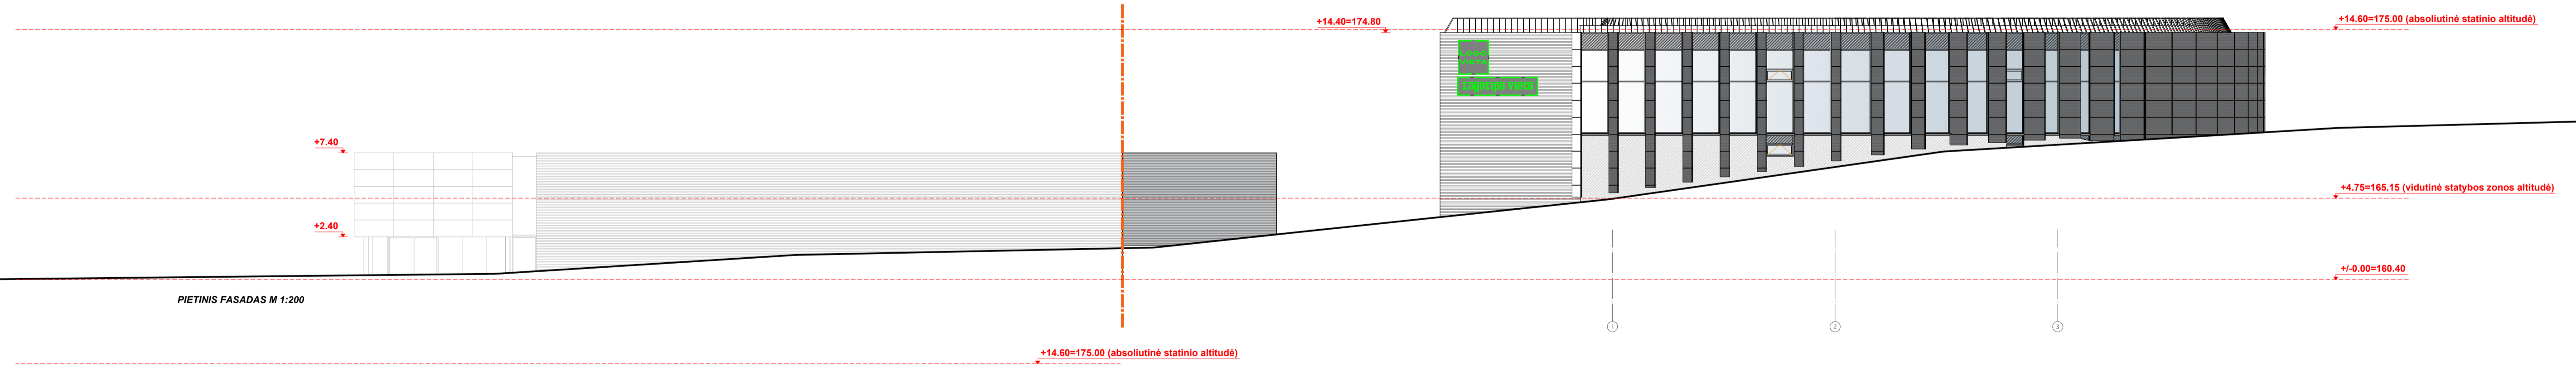 +14.40=174.80
+14.60=175.00 (absoliutinė statinio altitudė)
Logotipo vieta
+7.40
+4.75=165.15 (vidutinė statybos zonos altitudė)
+2.40
+/-0.00=160.40
PIETINIS FASADAS M 1:200
1
2
3
+14.60=175.00 (absoliutinė statinio altitudė)